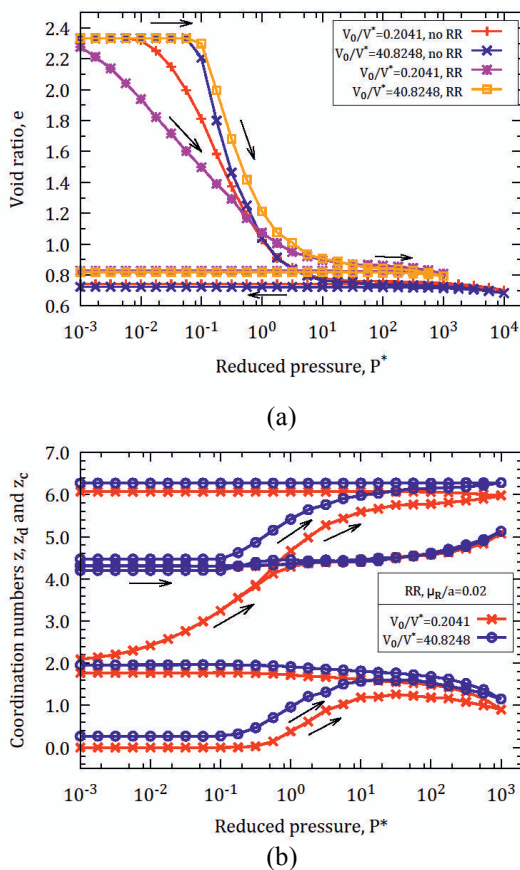 2.4
2.2
2.0
1.8
1.6
1.4
1.2
1.0
0.8
0.6
Void ratio, e
V₀/V*=0.2041, no RR
V₀/V*=40.8248, no RR
V₀/V*=0.2041, RR
V₀/V*=40.8248, RR
10⁻³ 10⁻² 10⁻¹ 10⁰ 10¹ 10² 10³ 10⁴
Reduced pressure, P*
(a)
7.0
6.0
5.0
4.0
3.0
2.0
1.0
0.0
Coordination numbers z, z_d and z_c
RR, μ_R/a=0.02
V₀/V*=0.2041
V₀/V*=40.8248
10⁻³ 10⁻² 10⁻¹ 10⁰ 10¹ 10² 10³
Reduced pressure, P*
(b)